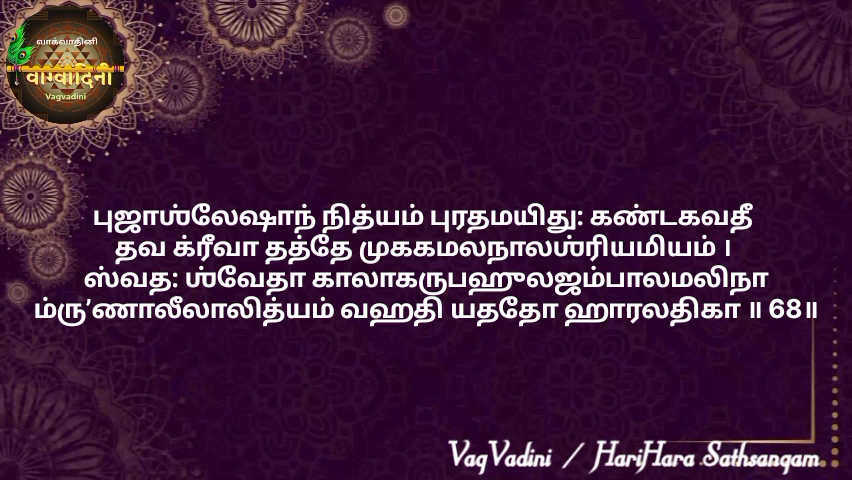 வாக்வாதினி
वाग्वादिनी
Vagvadini
புஜாஶ்லேஷாந் நித்யம் புரதமயிது: கண்டகவதீ
தவ க்ரீவா தத்தே முககமலநாலஶ்ரியமியம் ।
ஸ்வத: ஶ்வேதா காலாகருபஹுலஜம்பாலமலிநா
ம்ரு’ணாலீலாலித்யம் வஹதி யததோ ஹாரலதிகா ॥ 68॥
VagVadini / HariHara Sathsangam